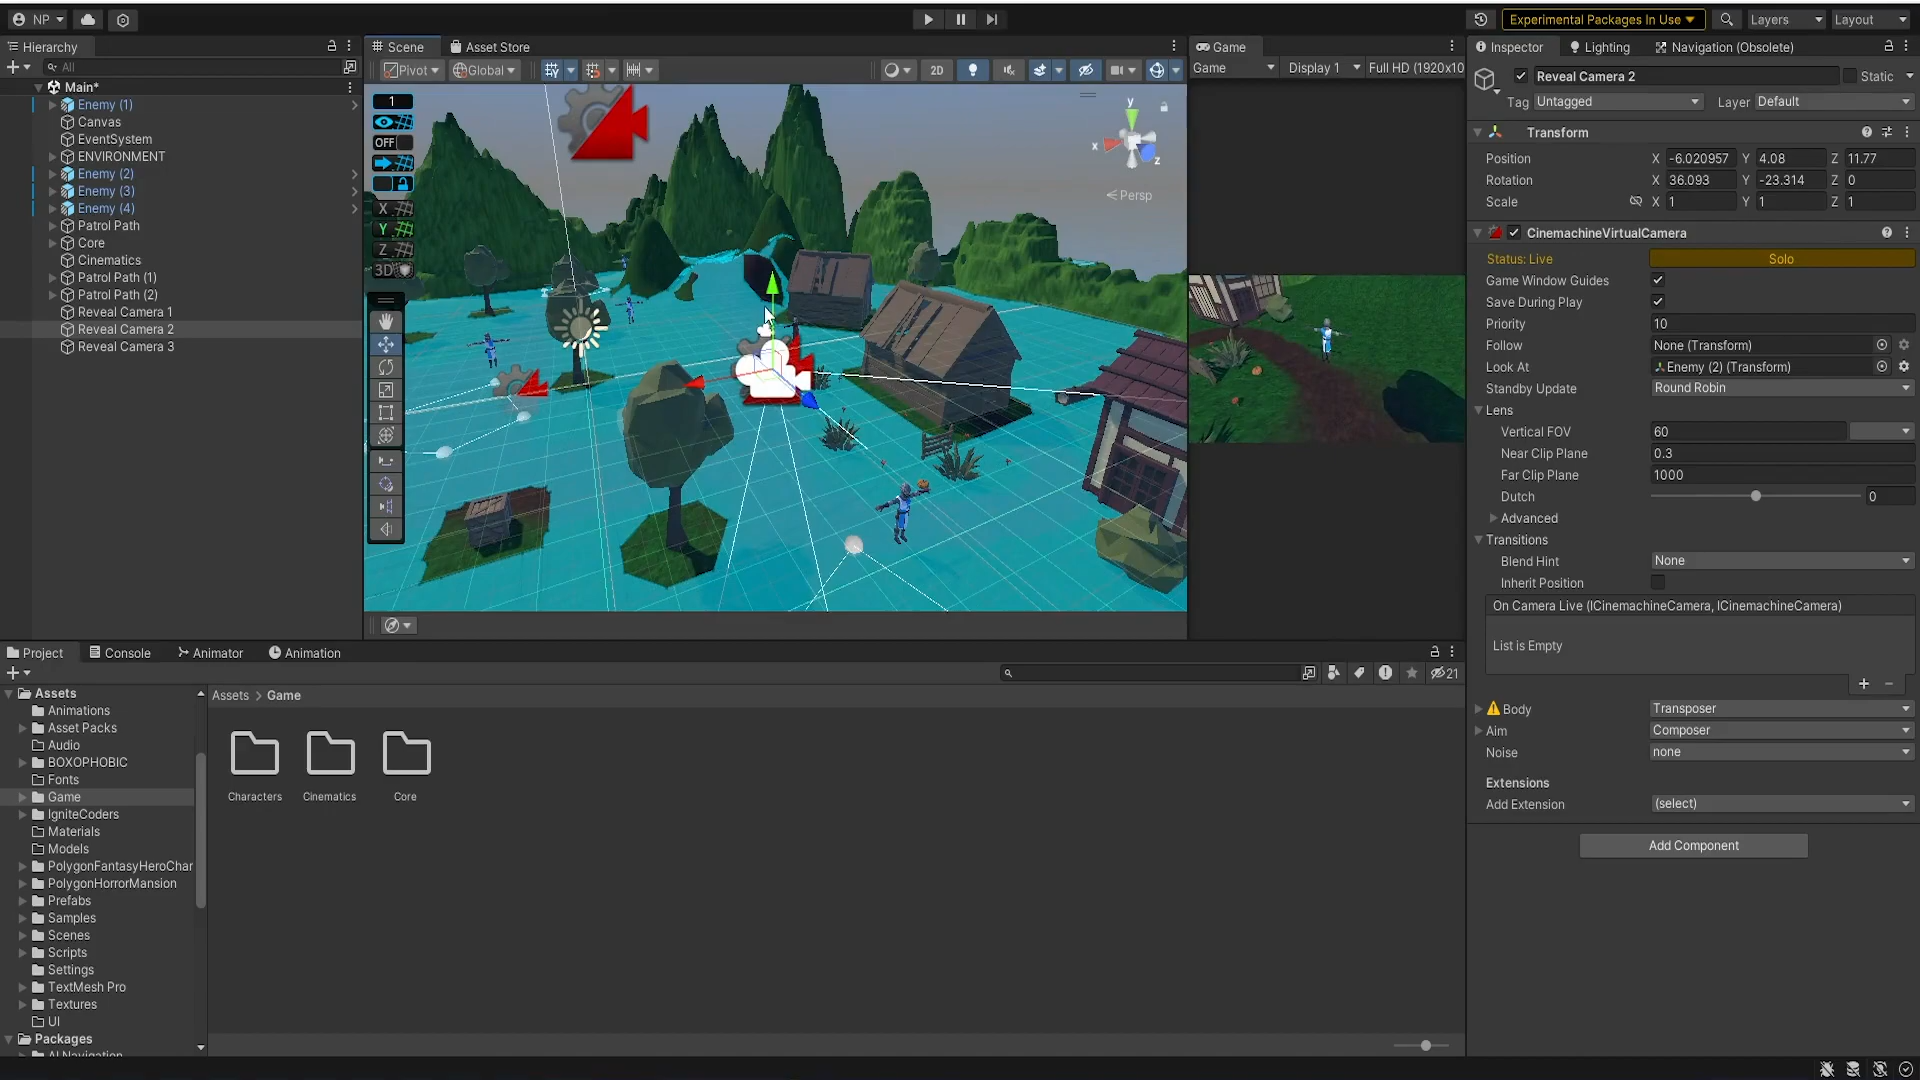 NP
Experimental Packages In Use
Layers
Layout
Hierarchy
All
Main*
Enemy (1)
Canvas
EventSystem
ENVIRONMENT
Enemy (2)
Enemy (3)
Enemy (4)
Patrol Path
Core
Cinematics
Patrol Path (1)
Patrol Path (2)
Reveal Camera 1
Reveal Camera 2
Reveal Camera 3
Scene
Asset Store
Pivot
Global
2D
1
OFF
X
Y
Z
3D
y
x
z
Persp
Game
Game
Display 1
Full HD (1920x10
Inspector
Lighting
Navigation (Obsolete)
Reveal Camera 2
Static
Tag Untagged
Layer Default
Transform
Position X -6.020957 Y 4.08 Z 11.77
Rotation X 36.093 Y -23.314 Z 0
Scale X 1 Y 1 Z 1
CinemachineVirtualCamera
Status: Live Solo
Game Window Guides
Save During Play
Priority 10
Follow None (Transform)
Look At Enemy (2) (Transform)
Standby Update Round Robin
Lens
Vertical FOV 60
Near Clip Plane 0.3
Far Clip Plane 1000
Dutch 0
Advanced
Transitions
Blend Hint None
Inherit Position
On Camera Live (ICinemachineCamera, ICinemachineCamera)
List is Empty
Body Transposer
Aim Composer
Noise none
Extensions
Add Extension (select)
Add Component
Project
Console
Animator
Animation
21
Assets
Animations
Asset Packs
Audio
BOXOPHOBIC
Fonts
Game
IgniteCoders
Materials
Models
PolygonFantasyHeroChar
PolygonHorrorMansion
Prefabs
Samples
Scenes
Scripts
Settings
TextMesh Pro
Textures
UI
Packages
AI Navigation
Assets > Game
Characters
Cinematics
Core